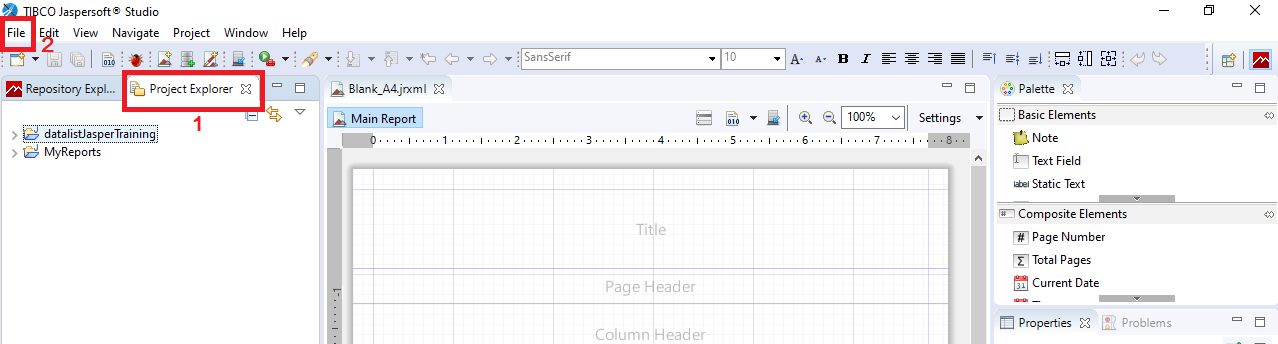 TIBCO Jaspersoft® Studio
File Edit View Navigate Project Window Help
2
SansSerif 10
Repository Expl... Project Explorer Blank_A4.jrxml Palette
1
Main Report 100% Settings Basic Elements
datalistJasperTraining
MyReports
Note
0 1 2 3 4 5 6 7 8
Text Field
Static Text
Composite Elements
Title
Page Number
Total Pages
Page Header
Current Date
Column Header
Properties Problems